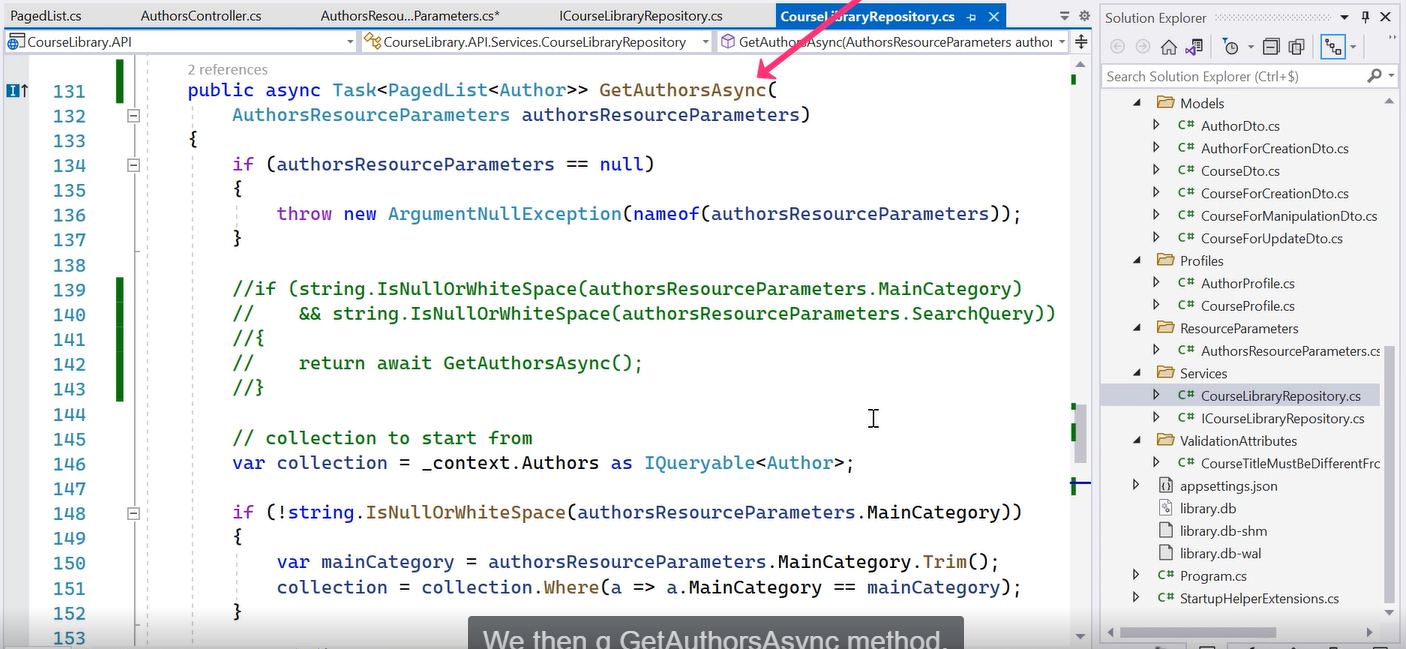 PagedList.cs
AuthorsController.cs
AuthorsResou...Parameters.cs*
ICourseLibraryRepository.cs
CourseLibraryRepository.cs
Solution Explorer
CourseLibrary.API
CourseLibrary.API.Services.CourseLibraryRepository
GetAuthorsAsync(AuthorsResourceParameters author
Search Solution Explorer (Ctrl+$)
2 references
131 public async Task<PagedList<Author>> GetAuthorsAsync(
132 AuthorsResourceParameters authorsResourceParameters)
133 {
134 if (authorsResourceParameters == null)
135 {
136 throw new ArgumentNullException(nameof(authorsResourceParameters));
137 }
138
139 //if (string.IsNullOrWhiteSpace(authorsResourceParameters.MainCategory)
140 //    && string.IsNullOrWhiteSpace(authorsResourceParameters.SearchQuery))
141 //{
142 //    return await GetAuthorsAsync();
143 //}
144
145 // collection to start from
146 var collection = _context.Authors as IQueryable<Author>;
147
148 if (!string.IsNullOrWhiteSpace(authorsResourceParameters.MainCategory))
149 {
150 var mainCategory = authorsResourceParameters.MainCategory.Trim();
151 collection = collection.Where(a => a.MainCategory == mainCategory);
152 }
153
Models
C# AuthorDto.cs
C# AuthorForCreationDto.cs
C# CourseDto.cs
C# CourseForCreationDto.cs
C# CourseForManipulationDto.cs
C# CourseForUpdateDto.cs
Profiles
C# AuthorProfile.cs
C# CourseProfile.cs
ResourceParameters
C# AuthorsResourceParameters.cs
Services
C# CourseLibraryRepository.cs
C# ICourseLibraryRepository.cs
ValidationAttributes
C# CourseTitleMustBeDifferentFrc
appsettings.json
library.db
library.db-shm
library.db-wal
C# Program.cs
C# StartupHelperExtensions.cs
We then g GetAuthorsAsync method.